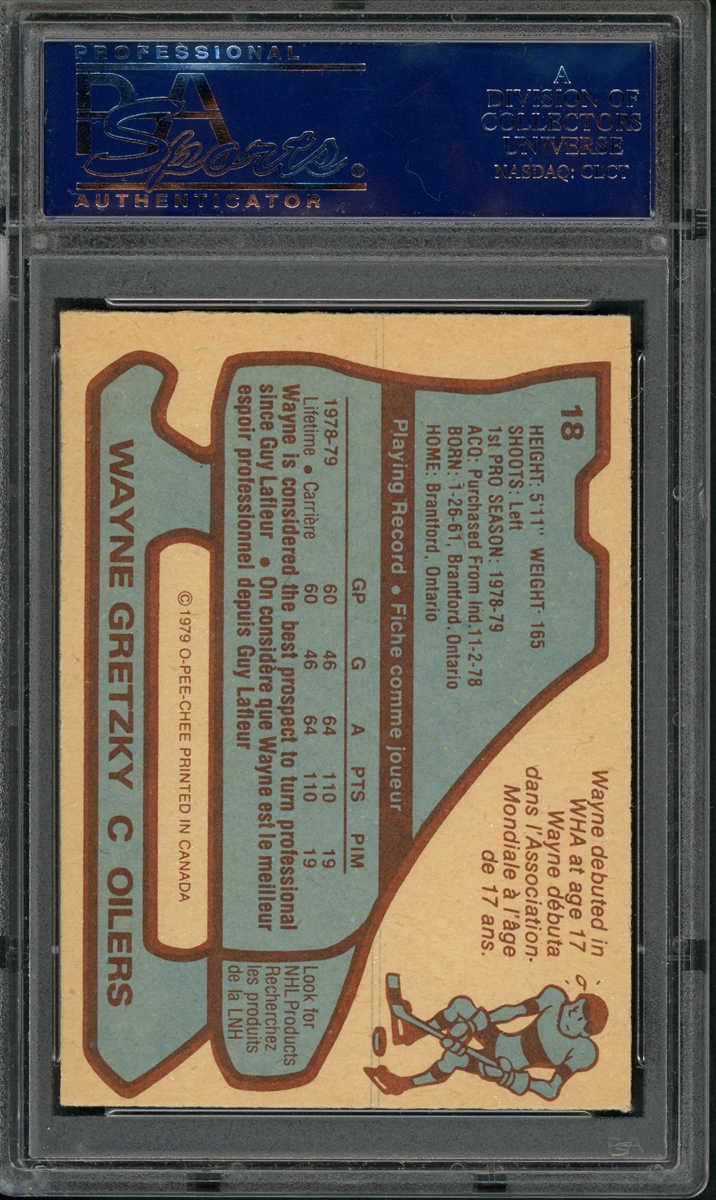 PROFESSIONAL
PSA
Sports
AUTHENTICATOR
A
DIVISION OF
COLLECTORS
UNIVERSE
NASDAQ: CLCT
18
HEIGHT: 5'11" WEIGHT: 165
SHOOTS: Left
1st PRO SEASON: 1978-79
ACQ: Purchased From Ind.11-2-78
BORN: 1-26-61, Brantford, Ontario
HOME: Brantford, Ontario
Wayne debuted in
WHA at age 17
Wayne débuta
dans l'Association
Mondiale à l'âge
de 17 ans.
Playing Record • Fiche comme joueur
GP G A PTS PIM
1978-79 60 46 64 110 19
Lifetime • Carrière 60 46 64 110 19
Wayne is considered the best prospect to turn professional
since Guy Lafleur • On considère que Wayne est le meilleur
espoir professionnel depuis Guy Lafleur
Look for
NHL Products
Recherchez
les produits
de la LNH
©1979 O-PEE-CHEE PRINTED IN CANADA
WAYNE GRETZKY C OILERS
PSA